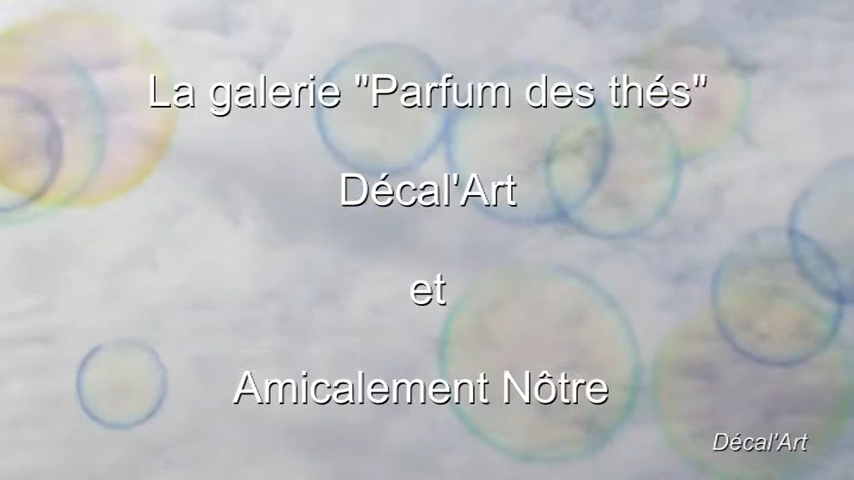 La galerie "Parfum des thés"
Décal'Art
et
Amicalement Nôtre
Décal'Art